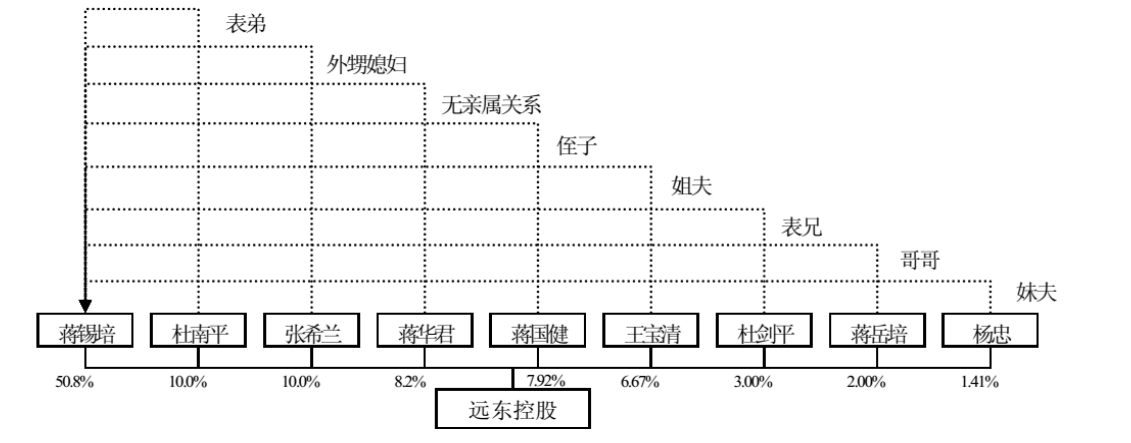 表弟
外甥媳妇
无亲属关系
侄子
姐夫
表兄
哥哥
妹夫
蒋锡培 杜南平 张希兰 蒋华君 蒋国健 王宝清 杜剑平 蒋岳培 杨忠
50.8% 10.0% 10.0% 8.2% 7.92% 6.67% 3.00% 2.00% 1.41%
远东控股